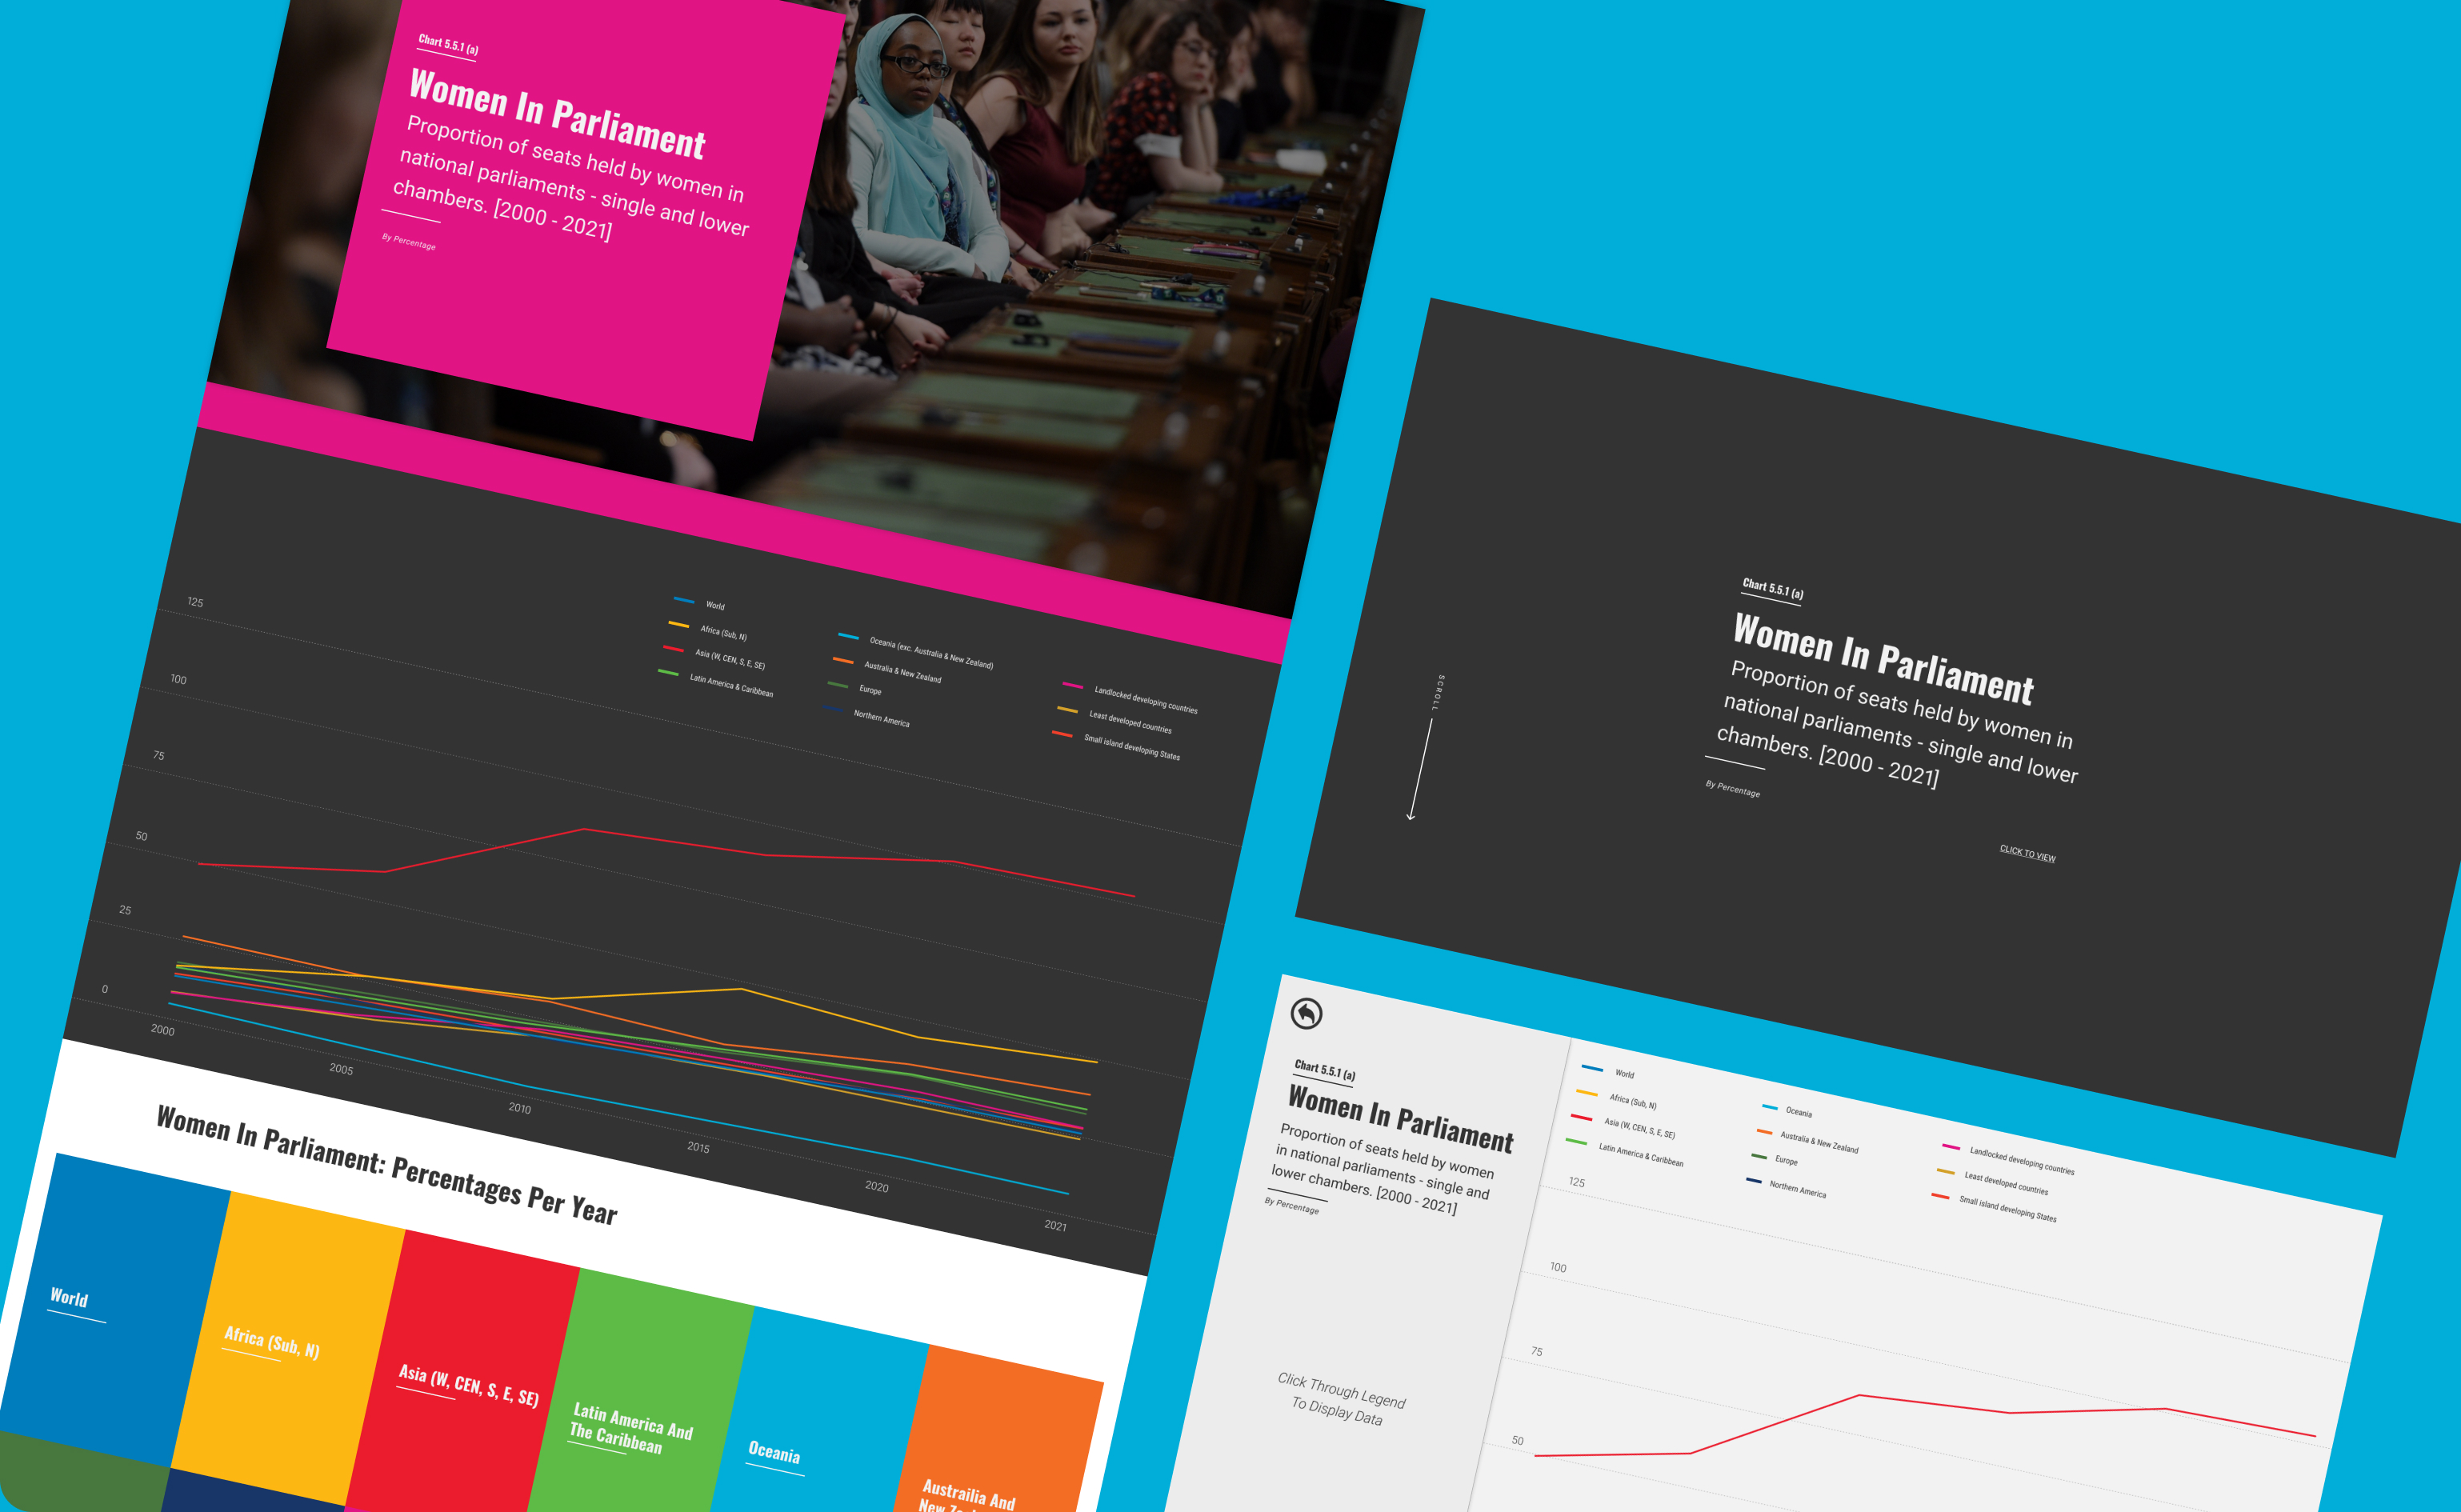 Chart 5.5.1 (a)
Women In Parliament
Proportion of seats held by women in
national parliaments - single and lower
chambers. [2000 - 2021]
By Percentage
World
Africa (Sub, N)
Asia (W, CEN, S, E, SE)
Latin America & Caribbean
Oceania (exc. Australia & New Zealand)
Australia & New Zealand
Europe
Northern America
Landlocked developing countries
Least developed countries
Small island developing States
125
100
75
50
25
0
2000
2005
2010
2015
2020
2021
Women In Parliament: Percentages Per Year
World
Africa (Sub, N)
Asia (W, CEN, S, E, SE)
Latin America And
The Caribbean
Oceania
Austrailia And
SCROLL
Chart 5.5.1 (a)
Women In Parliament
Proportion of seats held by women in
national parliaments - single and lower
chambers. [2000 - 2021]
By Percentage
CLICK TO VIEW
Chart 5.5.1 (a)
Women In Parliament
Proportion of seats held by women
in national parliaments - single and
lower chambers. [2000 - 2021]
By Percentage
Click Through Legend
To Display Data
World
Africa (Sub, N)
Asia (W, CEN, S, E, SE)
Latin America & Caribbean
Oceania
Australia & New Zealand
Europe
Northern America
Landlocked developing countries
Least developed countries
Small island developing States
125
100
75
50